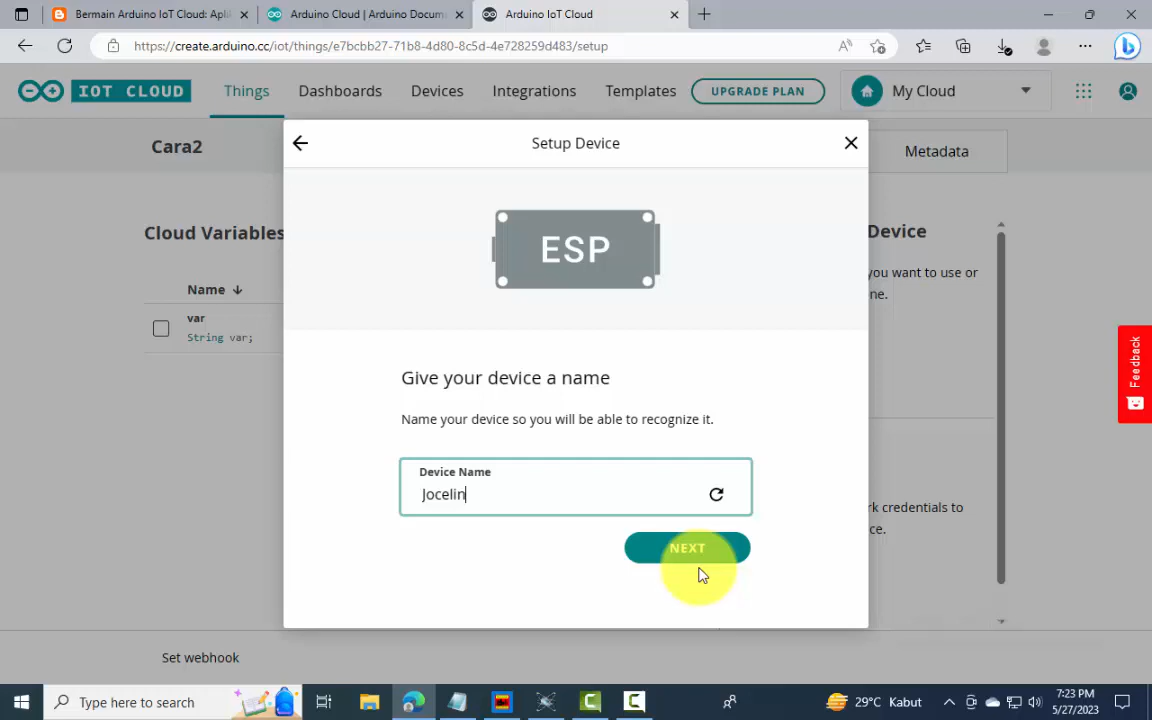 Bermain Arduino IoT Cloud: Apli
Arduino Cloud | Arduino Docum
Arduino IoT Cloud
https://create.arduino.cc/iot/things/e7bcbb27-71b8-4d80-8c5d-4e728259d483/setup
IOT CLOUD
Things
Dashboards
Devices
Integrations
Templates
UPGRADE PLAN
My Cloud
Cara2
Setup Device
Metadata
ESP
Cloud Variables
Device
you want to use or
ne.
Name
var
String var;
Give your device a name
Name your device so you will be able to recognize it.
Device Name
Jocelin
NEXT
rk credentials to
ce.
Feedback
Set webhook
Type here to search
29°C Kabut
7:23 PM
5/27/2023